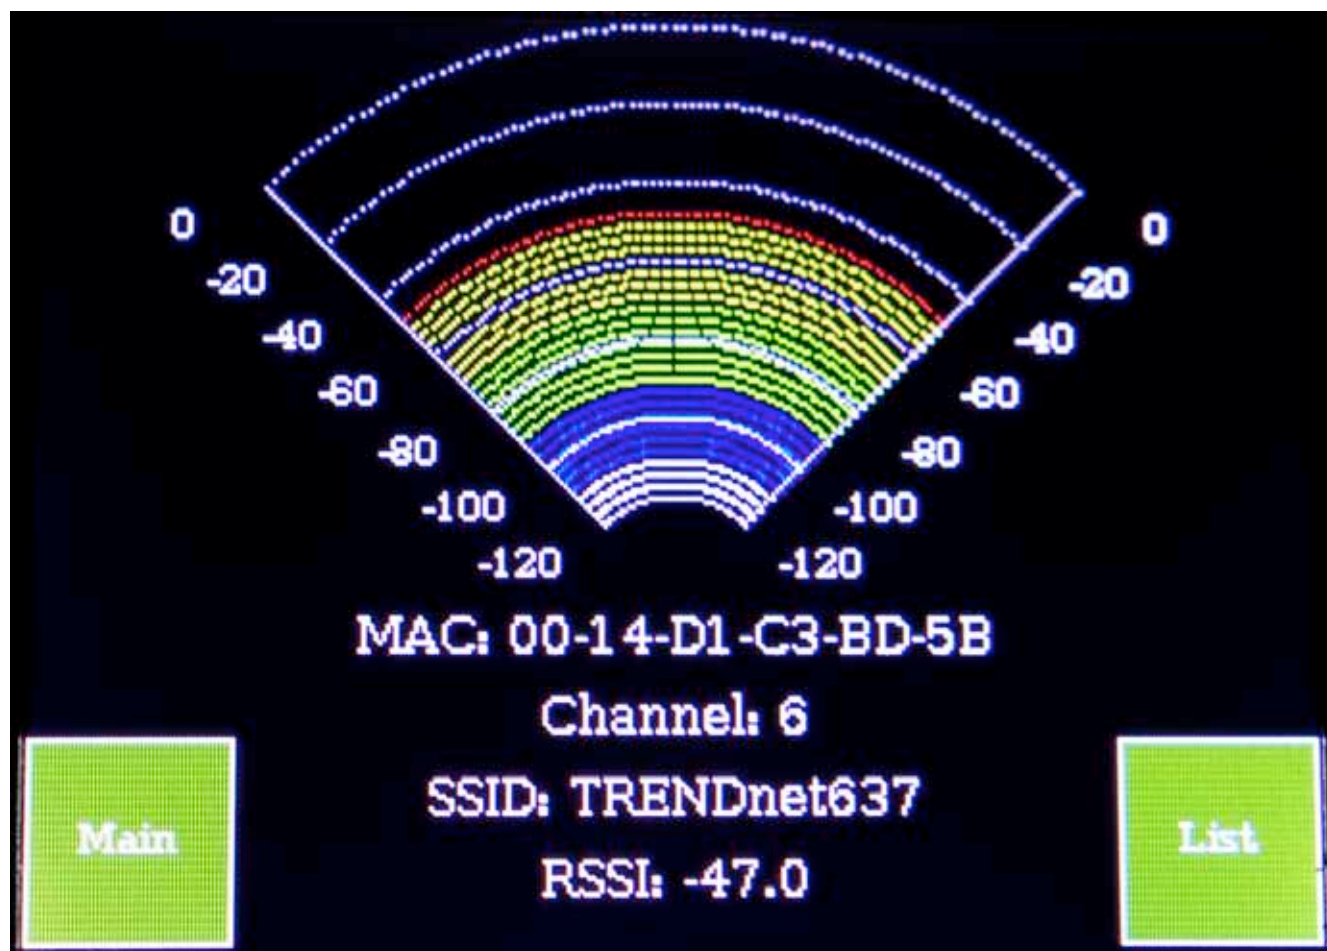 0 0
-20 -20
-40 -40
-60 -60
-80 -80
-100 -100
-120 -120
MAC: 00-14-D1-C3-BD-5B
Channel: 6
SSID: TRENDnet637
RSSI: -47.0
Main
List